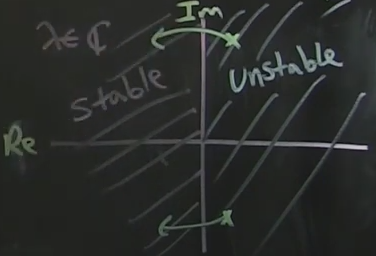 Im
λ∈ ℂ
Unstable
Stable
Re
x
x